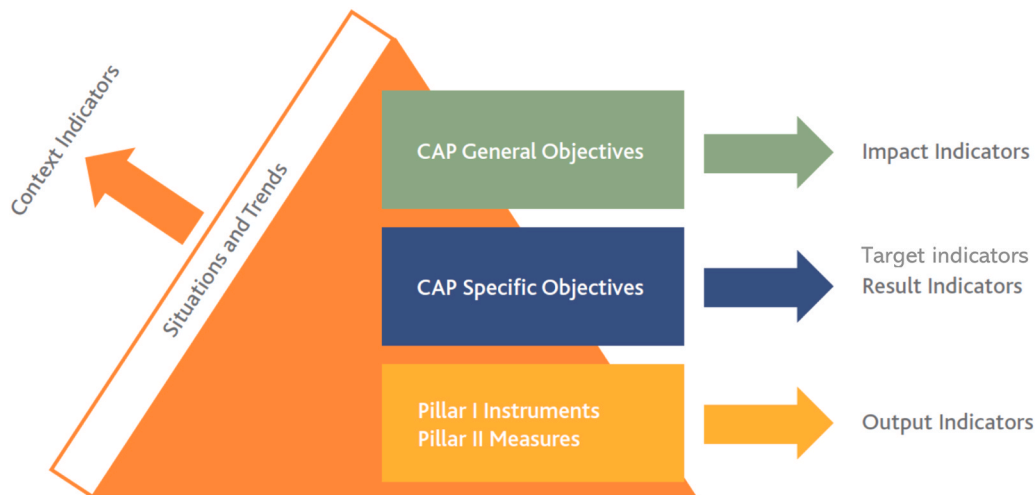 Context Indicators
Situations and Trends
CAP General Objectives
Impact Indicators
CAP Specific Objectives
Target indicators
Result Indicators
Pillar I Instruments
Pillar II Measures
Output Indicators